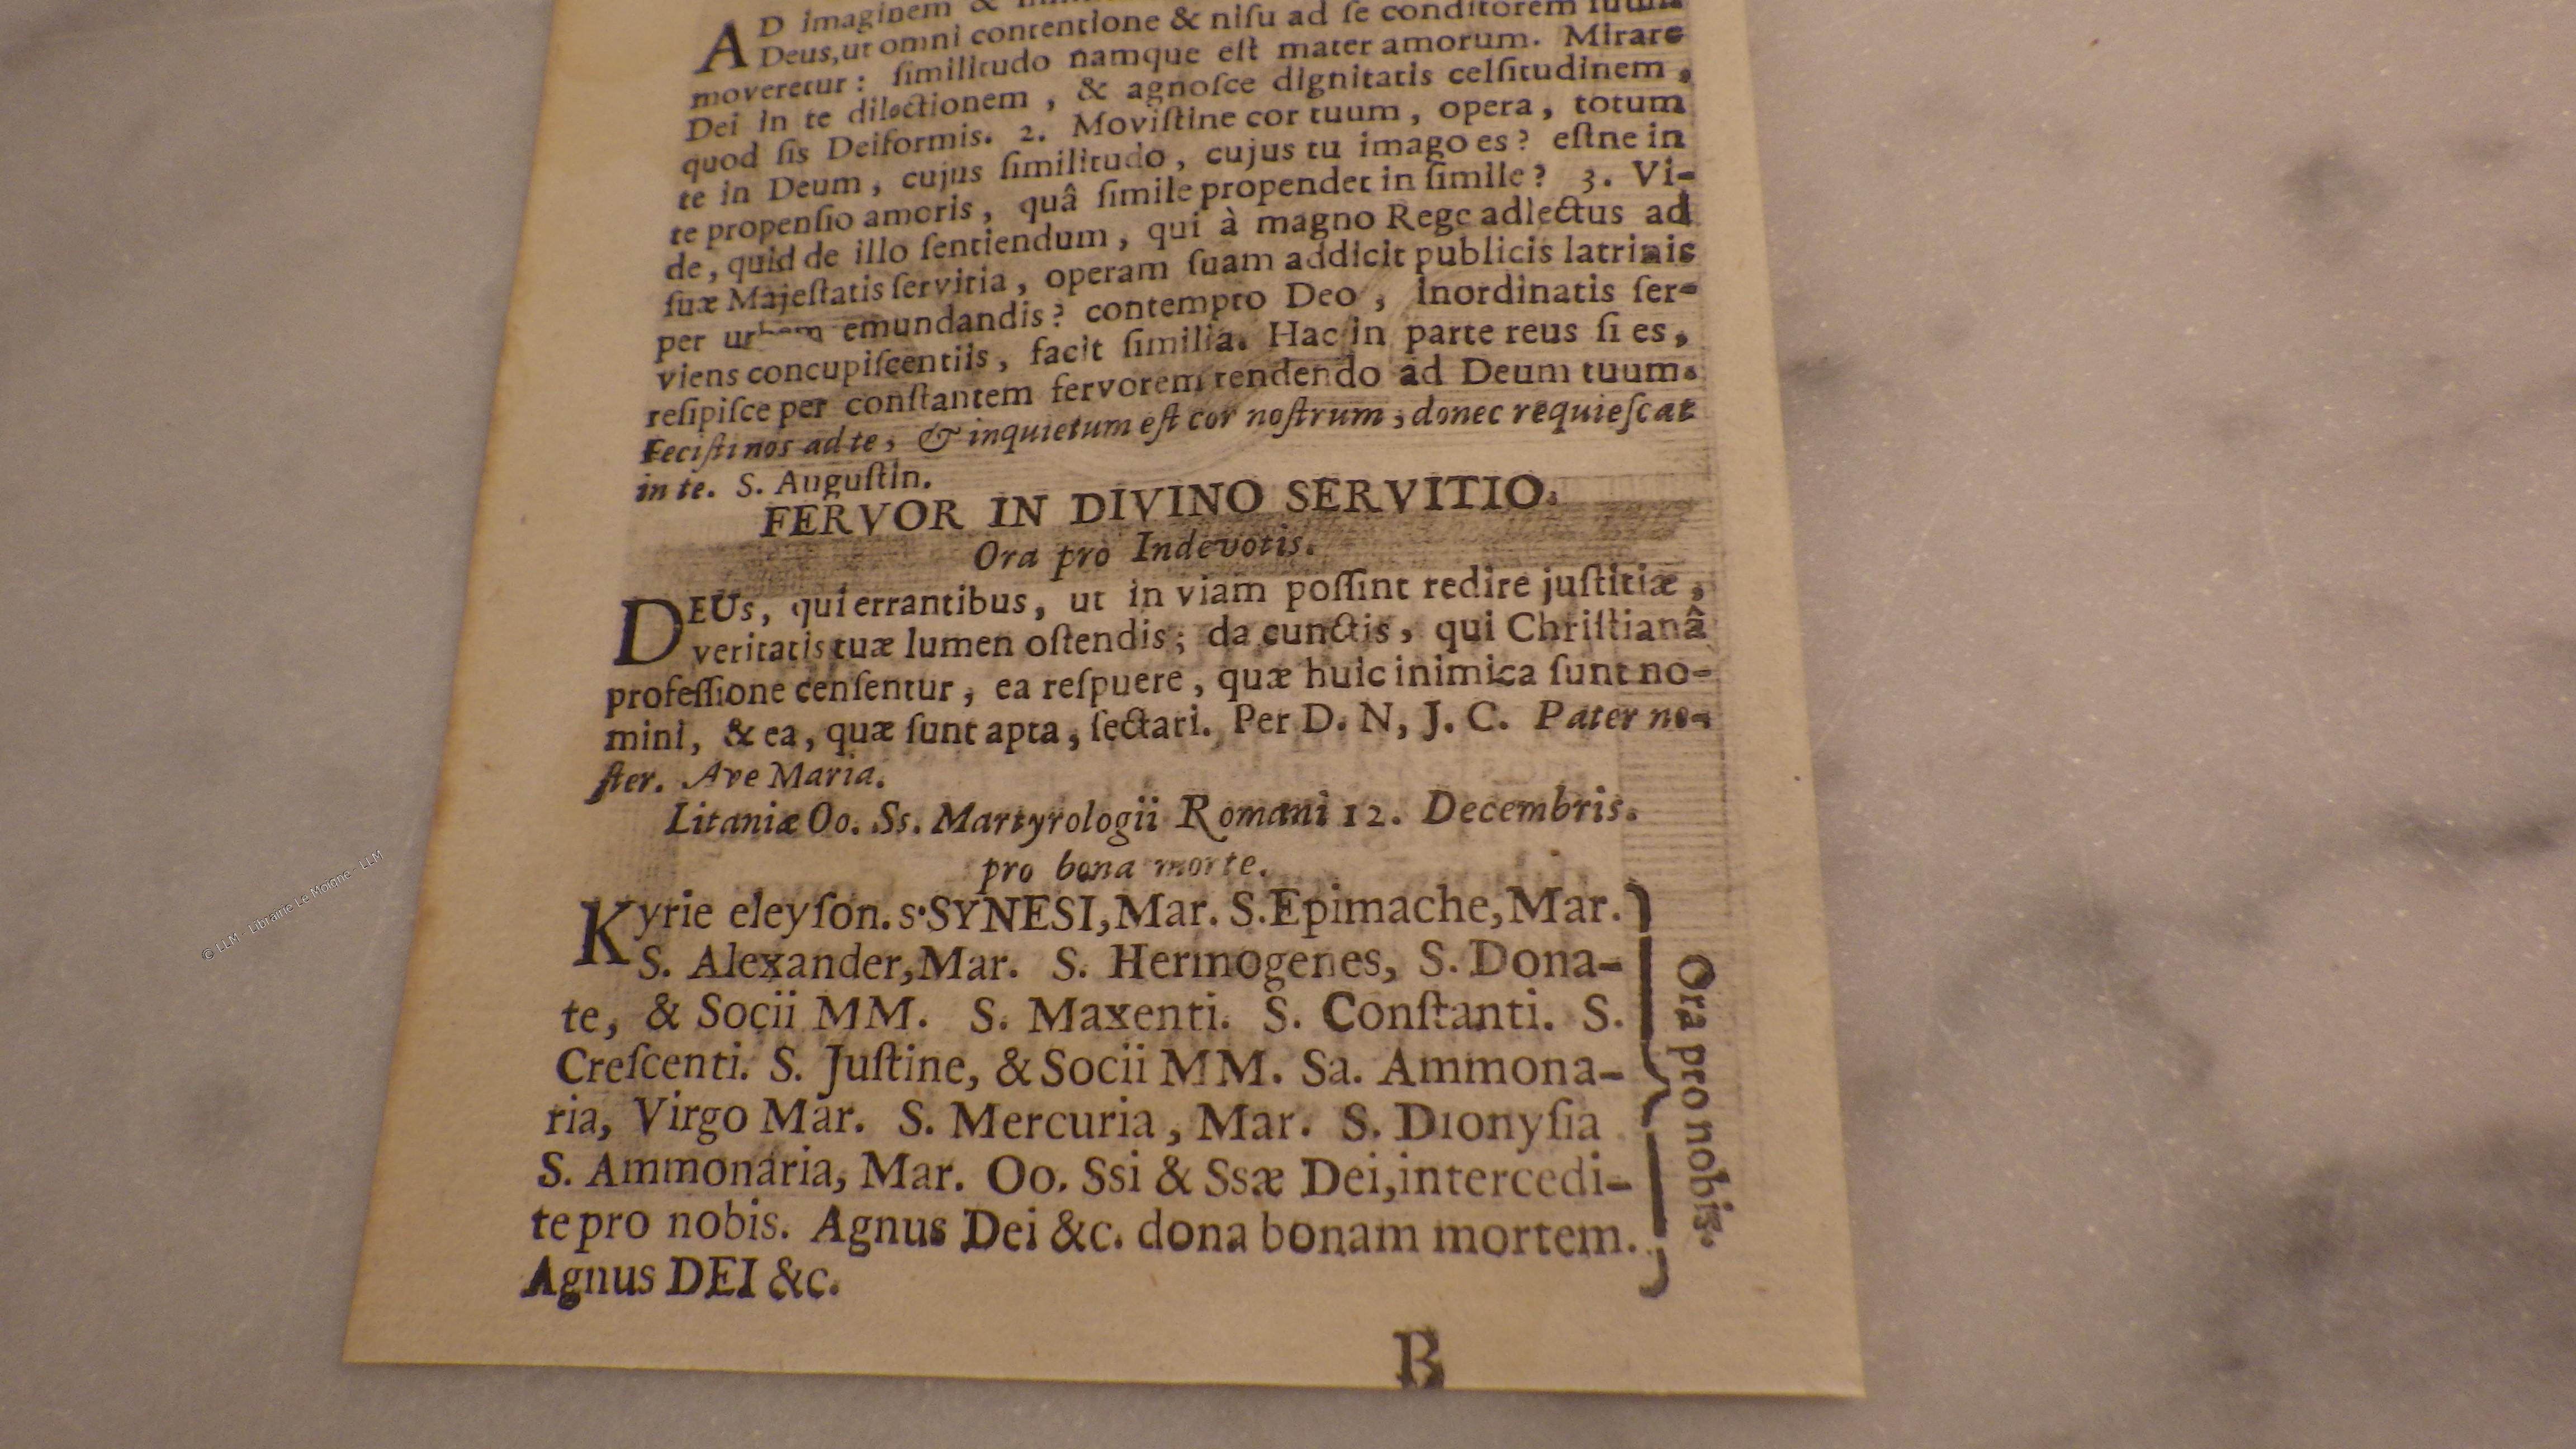 AD imaginem &
Deus, ut omni contentione & nisu ad se conditorem suum
moveretur: similitudo namque est mater amorum. Mirare
Dei in te dilectionem, & agnosce dignitatis celsitudinem,
quod sis Deiformis. 2. Movistine cor tuum, opera, totum
te in Deum, cujus similitudo, cujus tu imago es? estne in
te propensio amoris, quâ simile propendet in simile? 3. Vi-
de, quid de illo sentiendum, qui à magno Rege adlectus ad
suæ Majestatis servitia, operam suam addicit publicis latrinis
per urbem emundandis? contempto Deo, inordinatis ser-
viens concupiscentiis, facit similia. Hac in parte reus si es,
resipisce per constantem fervorem tendendo ad Deum tuum.
Fecisti nos ad te, & inquietum est cor nostrum, donec requiescat
in te. S. Augustin.
FERVOR IN DIVINO SERVITIO.
Ora pro Indevotis.
DEUs, qui errantibus, ut in viam possint redire justitiæ,
veritatis tuæ lumen ostendis; da cunctis, qui Christianâ
professione censentur, ea respuere, quæ huic inimica sunt no-
mini, & ea, quæ sunt apta, sectari. Per D. N, J. C. Pater no-
ster. Ave Maria.
Litaniæ Oo. Ss. Martyrologii Romani 12. Decembris.
pro bona morte.
Kyrie eleyson. s. SYNESI, Mar. S. Epimache, Mar.
S. Alexander, Mar. S. Hermogenes, S. Dona-
te, & Socii MM. S. Maxenti. S. Constanti. S.
Crescenti. S. Justine, & Socii MM. Sa. Ammona-
ria, Virgo Mar. S. Mercuria, Mar. S. Dionysia
S. Ammonaria, Mar. Oo. Ssi & Ssæ Dei, intercedi-
te pro nobis. Agnus Dei &c. dona bonam mortem.
Agnus DEI &c.
Ora pro nobis.
B
© LLM - Librairie Le Moigne - LLM